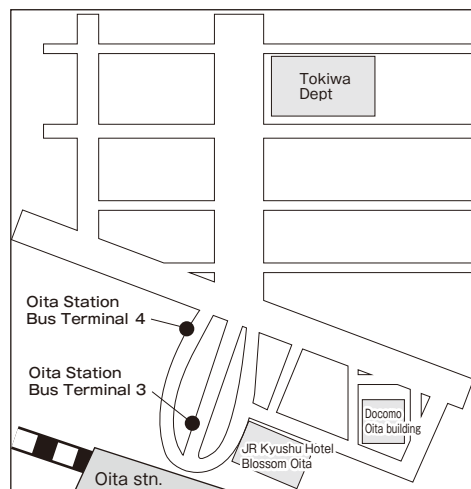 Tokiwa
Dept
Oita Station
Bus Terminal 4
Oita Station
Bus Terminal 3
Docomo
Oita building
JR Kyushu Hotel
Blossom Oita
Oita stn.